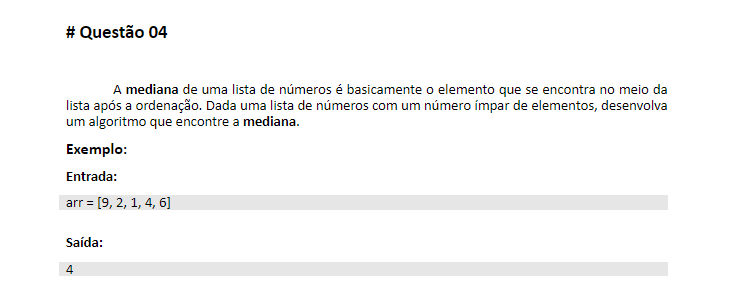 # Questão 04
A mediana de uma lista de números é basicamente o elemento que se encontra no meio da
lista após a ordenação. Dada uma lista de números com um número ímpar de elementos, desenvolva
um algoritmo que encontre a mediana.
Exemplo:
Entrada:
arr = [9, 2, 1, 4, 6]
Saída:
4